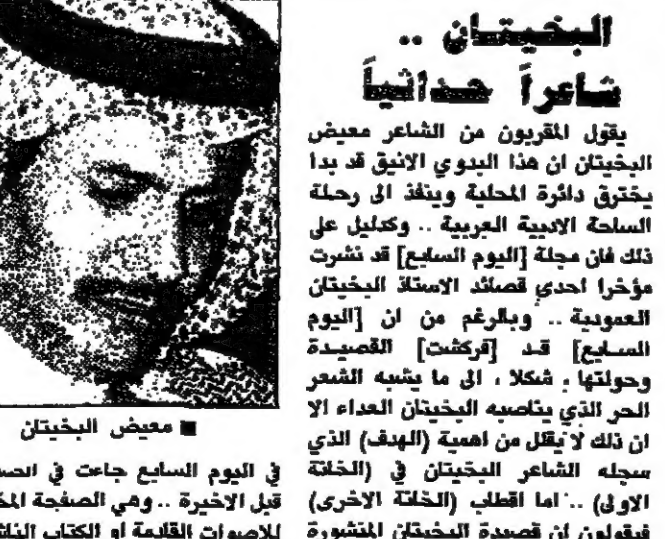 البخيتان ..
شاعراً حداثياً
يقول المقربون من الشاعر معيض
البخيتان ان هذا البدوي الانيق قد بدا
يخترق دائرة المحلية وينفذ الى رحلة
الساحة الادبية العربية .. وكدليل على
ذلك فان مجلة [اليوم السابع] قد نشرت
مؤخرا احدي قصائد الاستاذ البخيتان
العمودية .. وبالرغم من ان [اليوم
السابع] قد [فركشت] القصيدة
وحولتها ، شكلا ، الى ما يشبه الشعر
الحر الذي يناصبه البخيتان العداء الا
ان ذلك لا يقلل من اهمية (الهدف) الذي
سجله الشاعر البخيتان في (الخانة
الاولى) .. اما اقطاب (الخانة الاخرى)
فيقولون ان قصيدة البخيتان المنشورة
■ معيض البخيتان
في اليوم السابع جاءت في
قبل الاخيرة .. وهي الصفحة
للاصوات القادمة او الكتاب